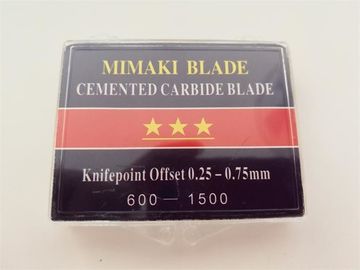 MIMAKI BLADE
CEMENTED CARBIDE BLADE
★★★
Knifepoint Offset 0.25 - 0.75mm
600 — 1500